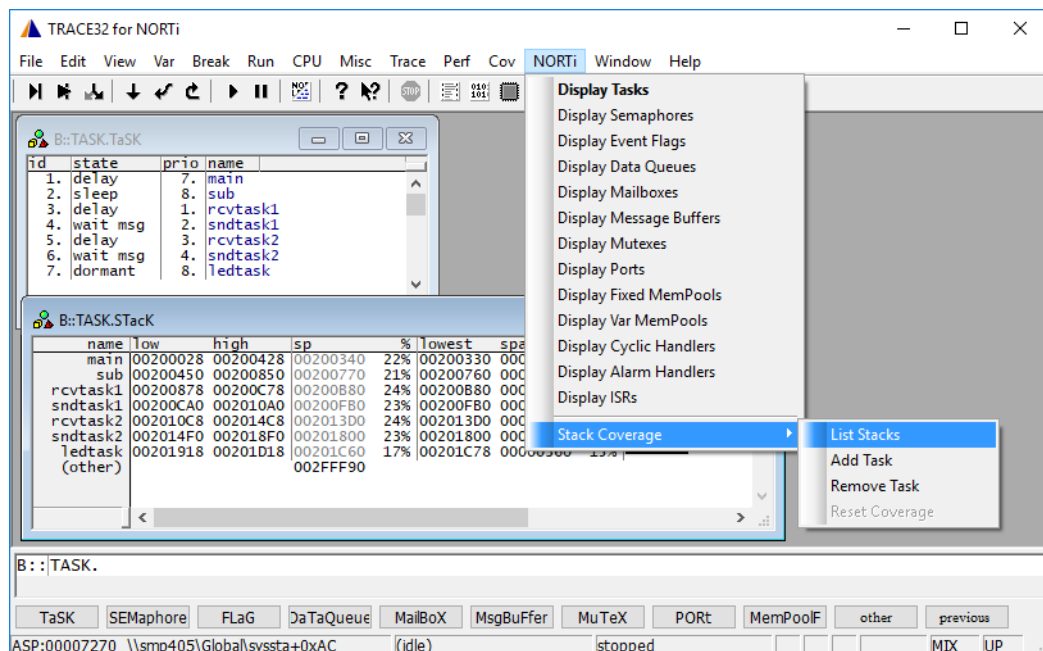 TRACE32 for NORTi
File Edit View Var Break Run CPU Misc Trace Perf Cov NORTi Window Help
Display Tasks
Display Semaphores
Display Event Flags
Display Data Queues
Display Mailboxes
Display Message Buffers
Display Mutexes
Display Ports
Display Fixed MemPools
Display Var MemPools
Display Cyclic Handlers
Display Alarm Handlers
Display ISRs
Stack Coverage
List Stacks
Add Task
Remove Task
Reset Coverage
B::TASK.TaSK
id state prio name
1. delay 7. main
2. sleep 8. sub
3. delay 1. rcvtask1
4. wait msg 2. sndtask1
5. delay 3. rcvtask2
6. wait msg 4. sndtask2
7. dormant 8. ledtask
B::TASK.STacK
name low high sp % lowest spa
main 00200028 00200428 00200340 22% 00200330 000
sub 00200450 00200850 00200770 21% 00200760 000
rcvtask1 00200878 00200C78 00200B80 24% 00200B80 000
sndtask1 00200CA0 002010A0 00200FB0 23% 00200FB0 000
rcvtask2 002010C8 002014C8 002013D0 24% 002013D0 000
sndtask2 002014F0 002018F0 00201800 23% 00201800 000
ledtask 00201918 00201D18 00201C60 17% 00201C78
(other) 002FFF90
B::TASK.
TaSK SEMaphore FLaG DaTaQueue MailBoX MsgBuFfer MuTeX PORt MemPoolF other previous
ASP:00007270 \\smp405\Global\syssta+0xAC (idle) stopped MIX UP